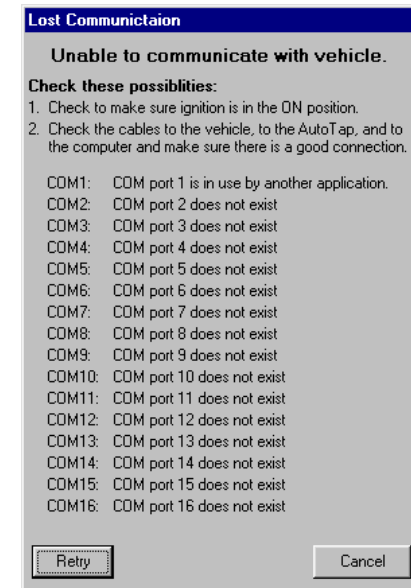 Lost Communictaion
Unable to communicate with vehicle.
Check these possiblities:
1. Check to make sure ignition is in the ON position.
2. Check the cables to the vehicle, to the AutoTap, and to
the computer and make sure there is a good connection.
COM1: COM port 1 is in use by another application.
COM2: COM port 2 does not exist
COM3: COM port 3 does not exist
COM4: COM port 4 does not exist
COM5: COM port 5 does not exist
COM6: COM port 6 does not exist
COM7: COM port 7 does not exist
COM8: COM port 8 does not exist
COM9: COM port 9 does not exist
COM10: COM port 10 does not exist
COM11: COM port 11 does not exist
COM12: COM port 12 does not exist
COM13: COM port 13 does not exist
COM14: COM port 14 does not exist
COM15: COM port 15 does not exist
COM16: COM port 16 does not exist
Retry Cancel